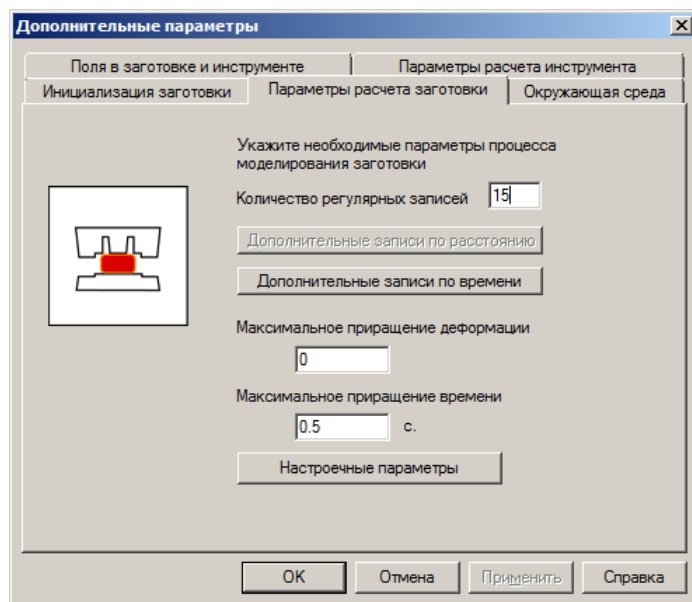 Дополнительные параметры
Поля в заготовке и инструменте
Параметры расчета инструмента
Инициализация заготовки
Параметры расчета заготовки
Окружающая среда
Укажите необходимые параметры процесса
моделирования заготовки
Количество регулярных записей 15
Дополнительные записи по расстоянию
Дополнительные записи по времени
Максимальное приращение деформации
0
Максимальное приращение времени
0.5 с.
Настроечные параметры
OK Отмена Применить Справка